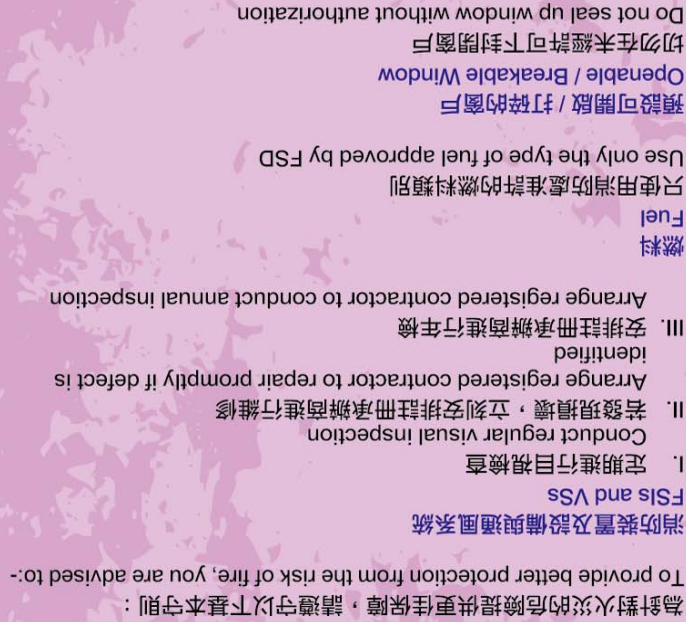 為針對火災的危險提供更佳保障，請遵守以下基本守則：
To provide better protection from the risk of fire, you are advised to:-
消防裝置及設備與通風系統
FSIs and VSs
I. 定期進行目視檢查
Conduct regular visual inspection
II. 若發現損壞，立刻安排註冊承辦商進行維修
Arrange registered contractor to repair promptly if defect is
identified
III. 安排註冊承辦商進行年檢
Arrange registered contractor to conduct annual inspection
燃料
Fuel
只使用消防處准許的燃料類別
Use only the type of fuel approved by FSD
預設可開啟 / 打碎的窗戶
Openable / Breakable Window
切勿在未經許可下封閉窗戶
Do not seal up window without authorization